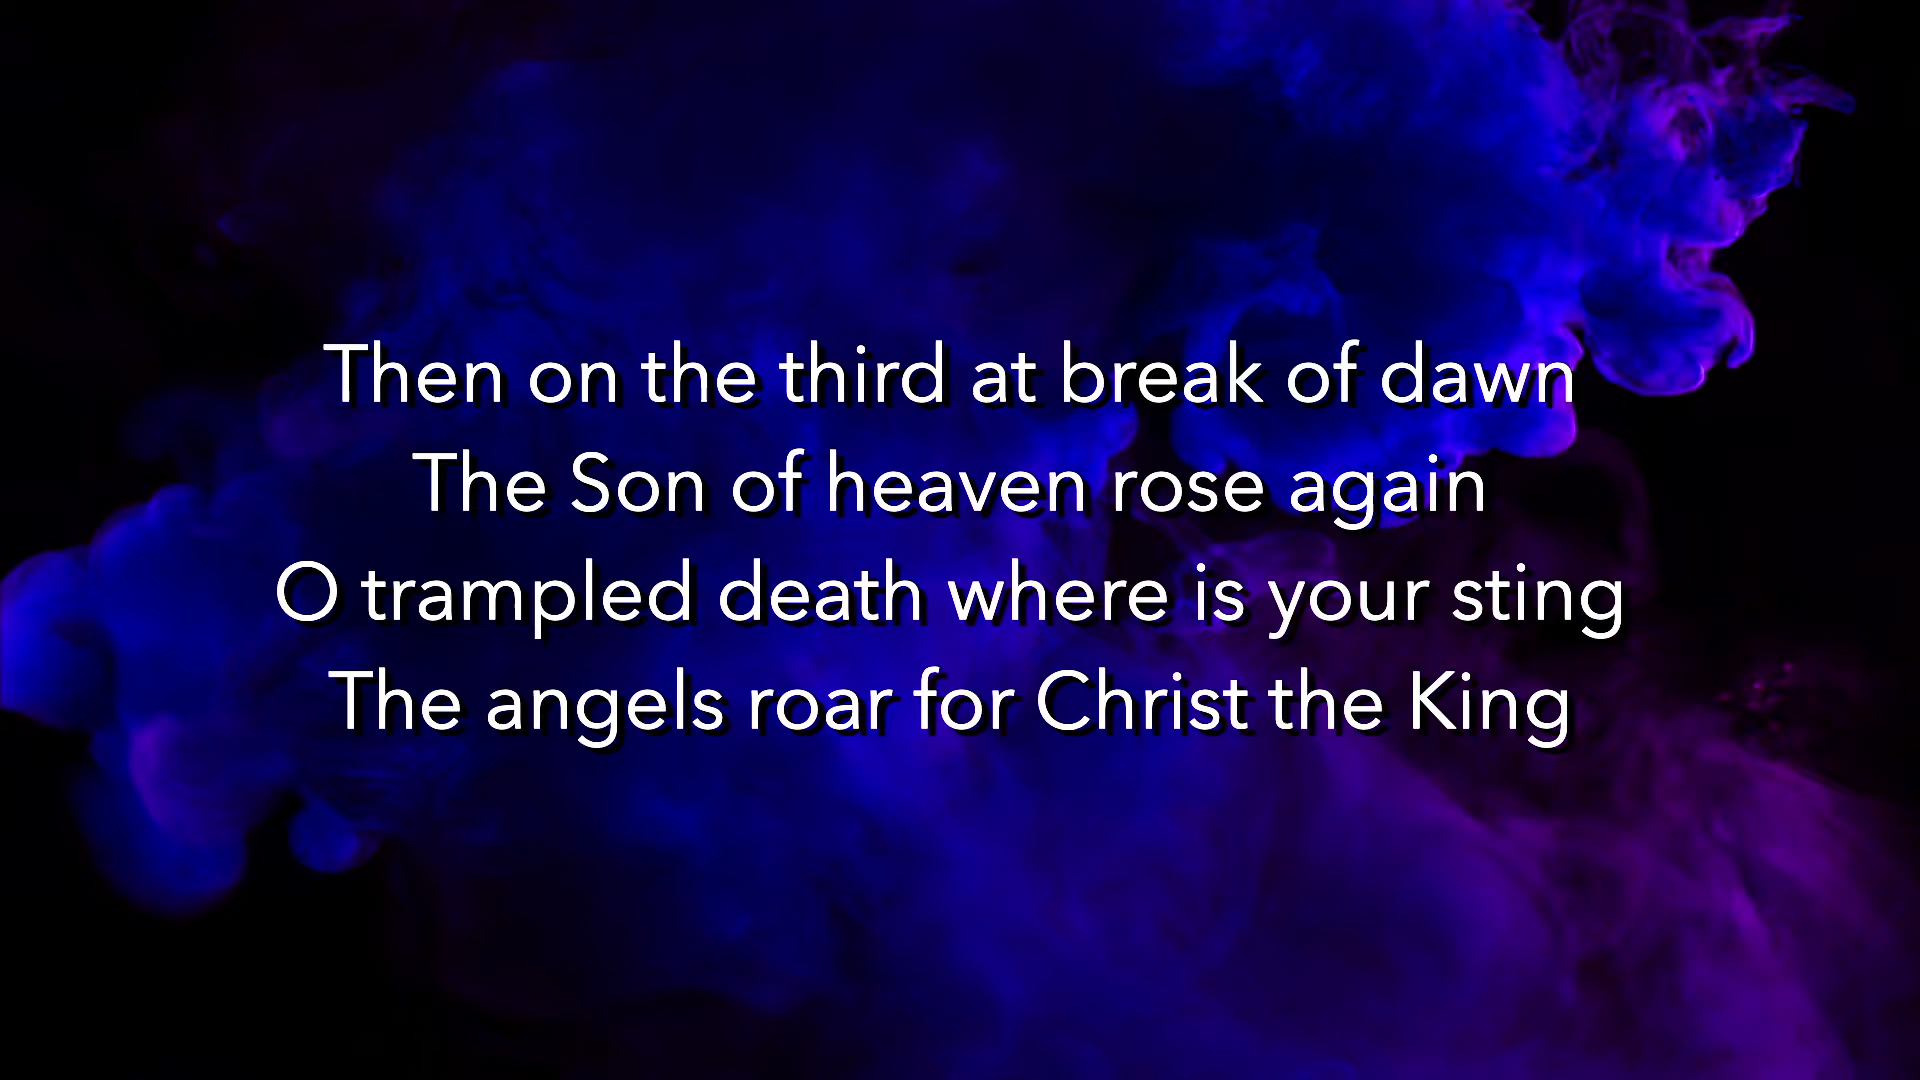 Then on the third at break of dawn
The Son of heaven rose again
O trampled death where is your sting
The angels roar for Christ the King